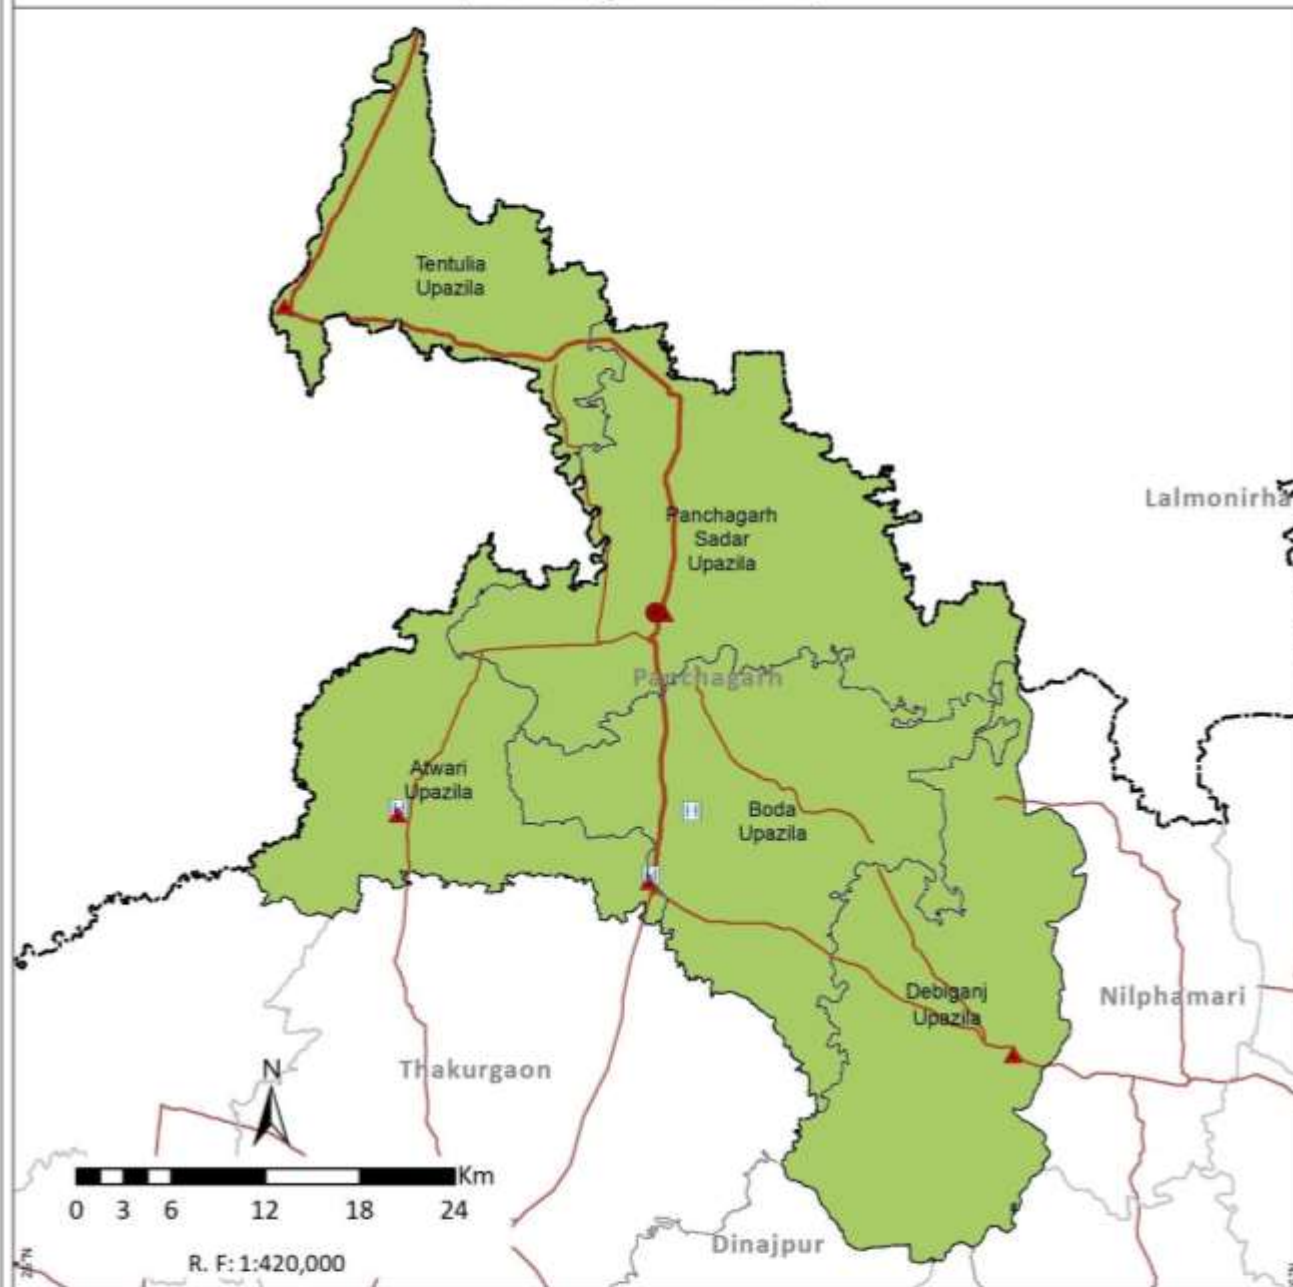 Tentulia
Upazila
Lalmonirha
Panchagarh
Sadar
Upazila
Panchagarh
Atwari
Upazila
Boda
Upazila
Debiganj
Upazila
Nilphamari
Thakurgaon
N
Km
0 3 6 12 18 24
Dinajpur
R. F: 1:420,000